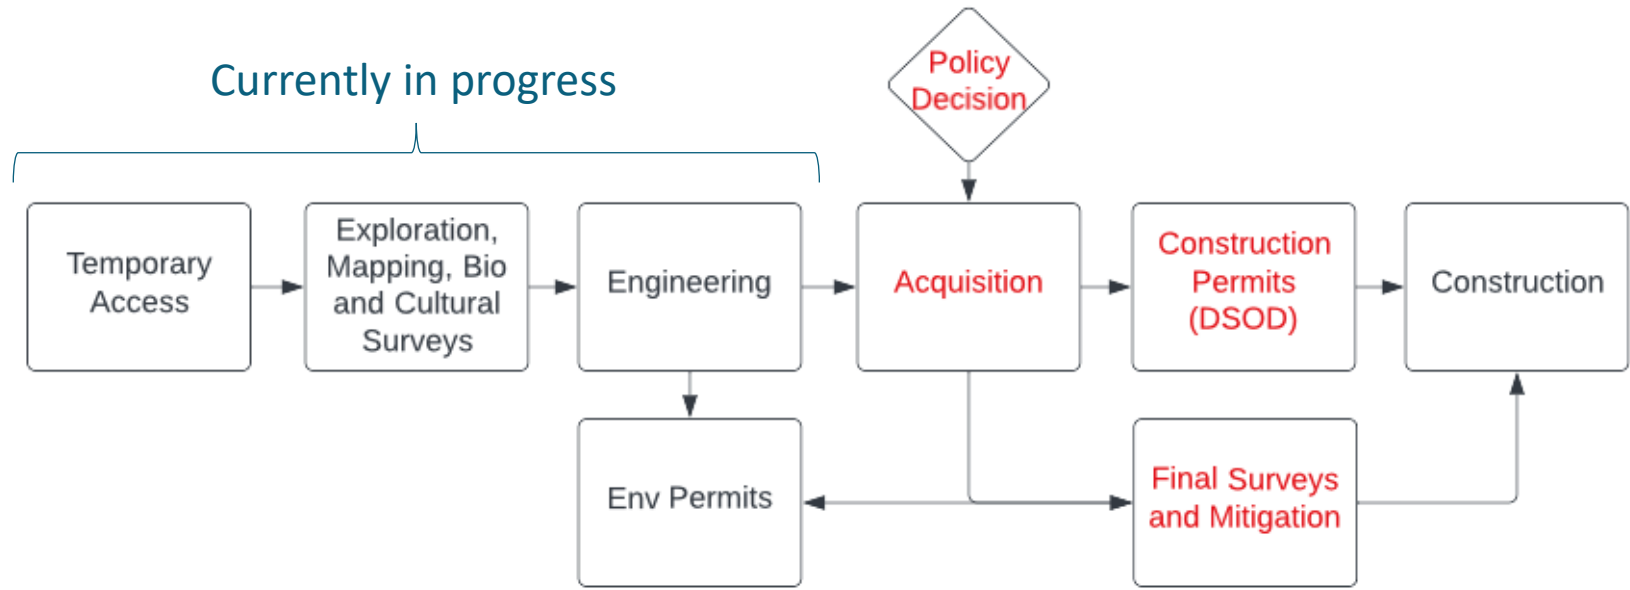 Currently in progress
Policy
Decision
Temporary
Access
Exploration,
Mapping, Bio
and Cultural
Surveys
Engineering
Acquisition
Construction
Permits
(DSOD)
Construction
Env Permits
Final Surveys
and Mitigation